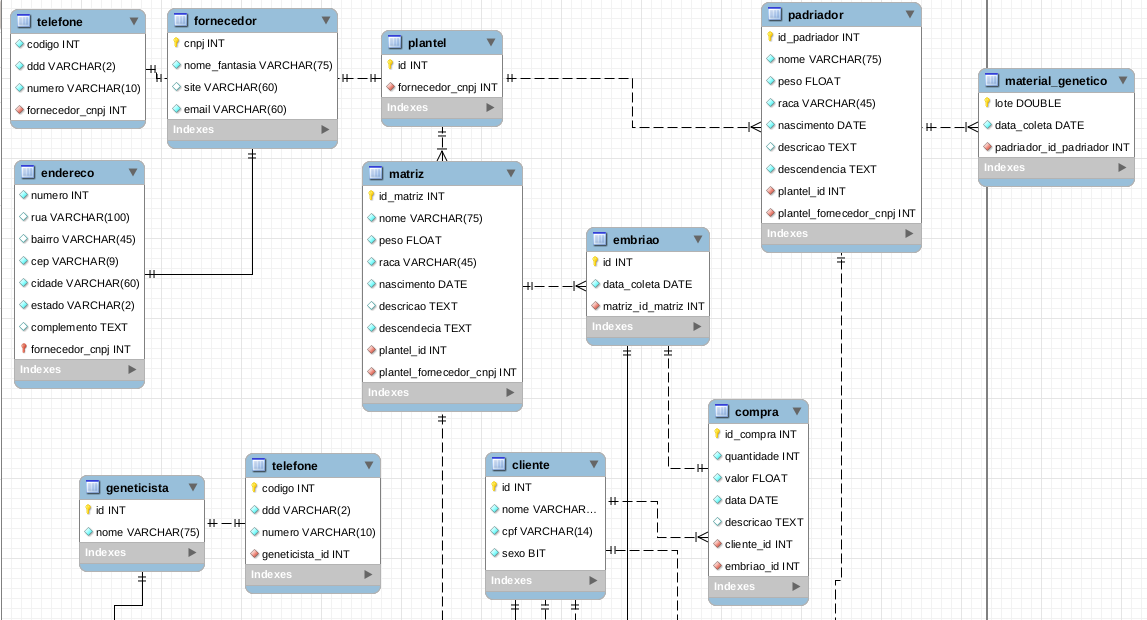 telefone
codigo INT
ddd VARCHAR(2)
numero VARCHAR(10)
fornecedor_cnpj INT
fornecedor
cnpj INT
nome_fantasia VARCHAR(75)
site VARCHAR(60)
email VARCHAR(60)
Indexes
plantel
id INT
fornecedor_cnpj INT
Indexes
padriador
id_padriador INT
nome VARCHAR(75)
peso FLOAT
raca VARCHAR(45)
nascimento DATE
descricao TEXT
descendencia TEXT
plantel_id INT
plantel_fornecedor_cnpj INT
Indexes
material_genetico
lote DOUBLE
data_coleta DATE
padriador_id_padriador INT
Indexes
endereco
numero INT
rua VARCHAR(100)
bairro VARCHAR(45)
cep VARCHAR(9)
cidade VARCHAR(60)
estado VARCHAR(2)
complemento TEXT
fornecedor_cnpj INT
Indexes
matriz
id_matriz INT
nome VARCHAR(75)
peso FLOAT
raca VARCHAR(45)
nascimento DATE
descricao TEXT
descendecia TEXT
plantel_id INT
plantel_fornecedor_cnpj INT
Indexes
embriao
id INT
data_coleta DATE
matriz_id_matriz INT
Indexes
compra
id_compra INT
quantidade INT
valor FLOAT
data DATE
descricao TEXT
cliente_id INT
embriao_id INT
Indexes
geneticista
id INT
nome VARCHAR(75)
Indexes
telefone
codigo INT
ddd VARCHAR(2)
numero VARCHAR(10)
geneticista_id INT
Indexes
cliente
id INT
nome VARCHAR...
cpf VARCHAR(14)
sexo BIT
Indexes